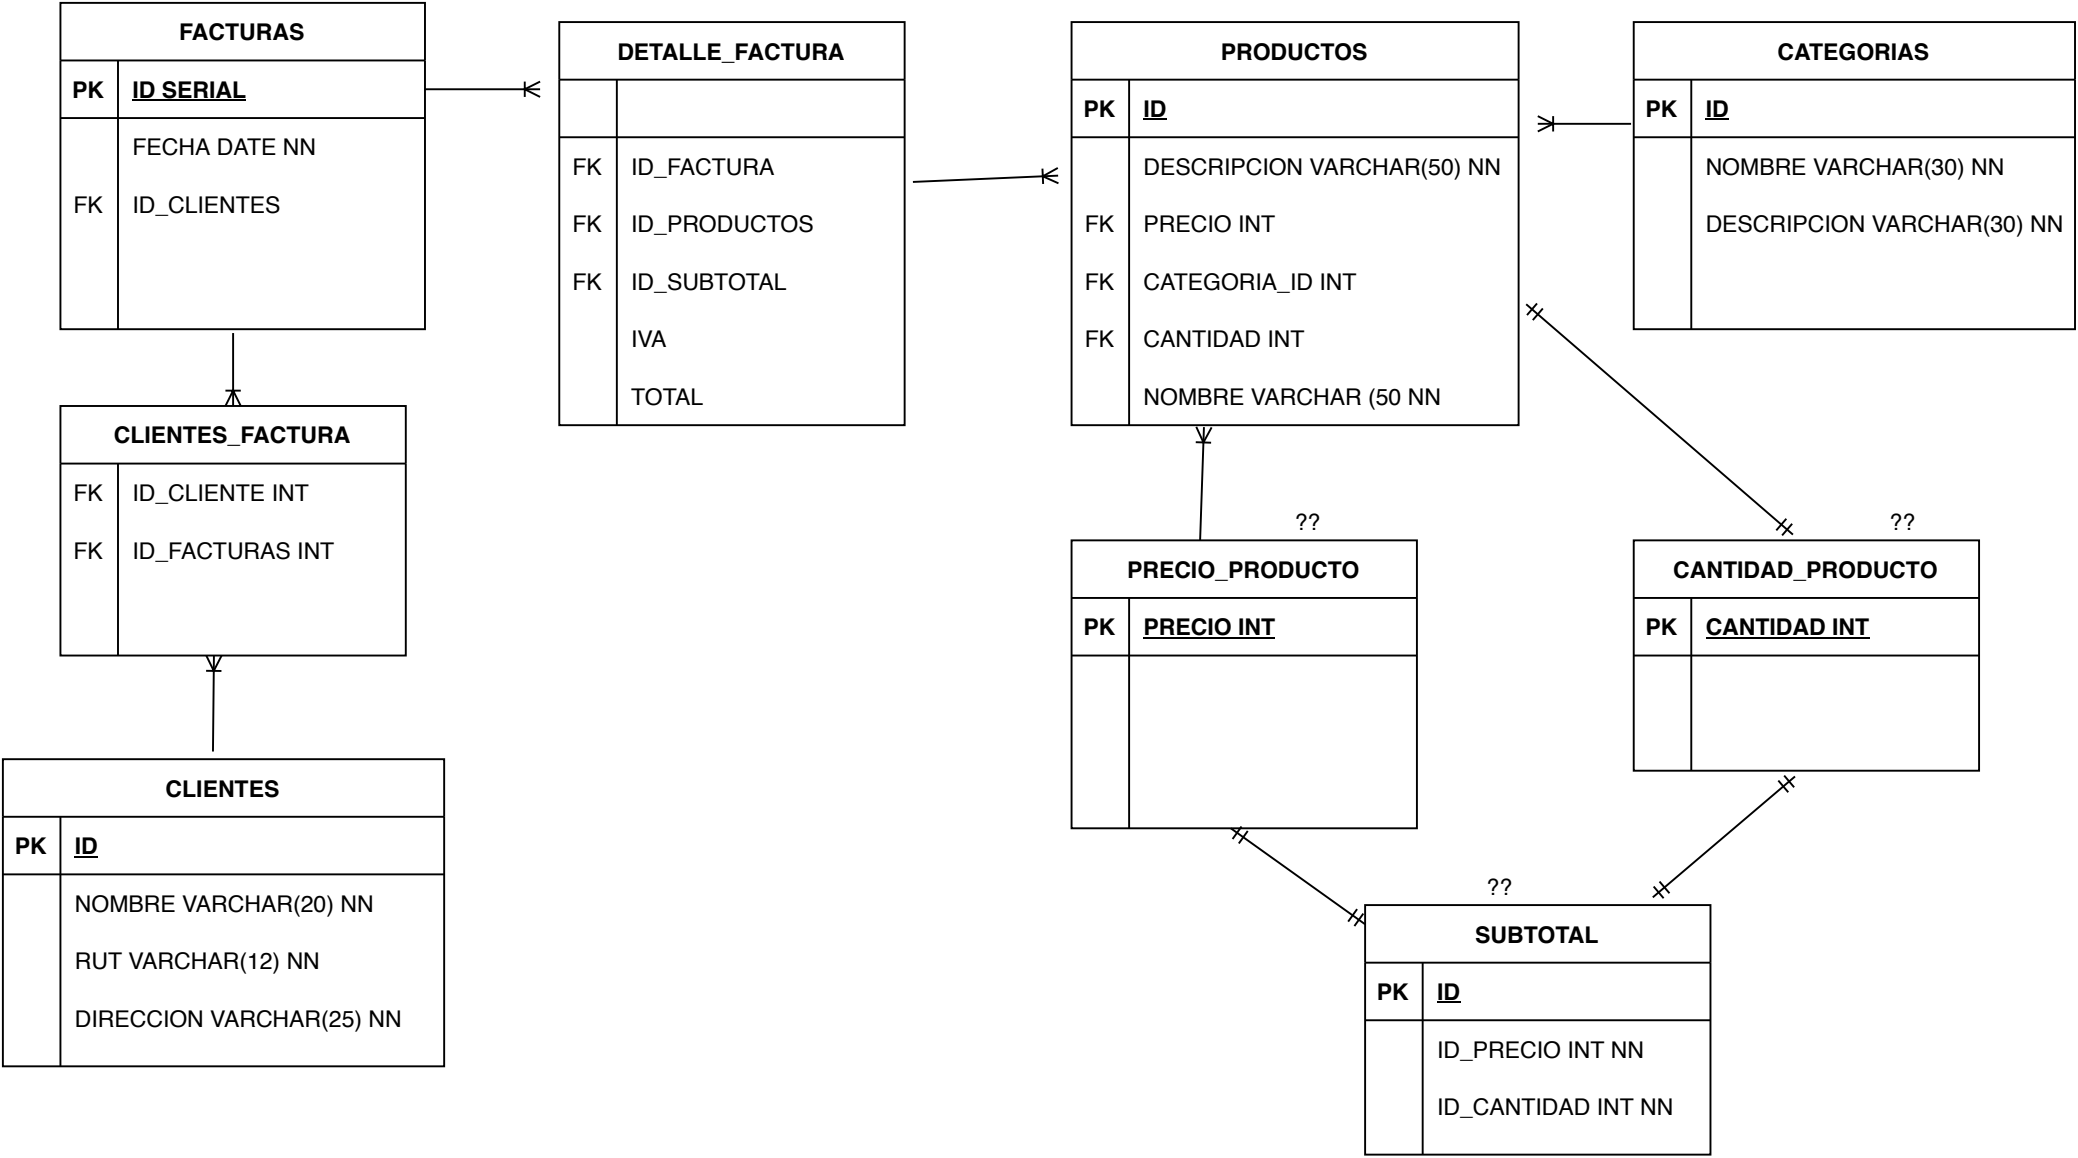 FACTURAS
PK ID SERIAL
FECHA DATE NN
FK ID_CLIENTES
DETALLE_FACTURA
FK ID_FACTURA
FK ID_PRODUCTOS
FK ID_SUBTOTAL
IVA
TOTAL
PRODUCTOS
PK ID
DESCRIPCION VARCHAR(50) NN
FK PRECIO INT
FK CATEGORIA_ID INT
FK CANTIDAD INT
NOMBRE VARCHAR (50 NN
CATEGORIAS
PK ID
NOMBRE VARCHAR(30) NN
DESCRIPCION VARCHAR(30) NN
CLIENTES_FACTURA
FK ID_CLIENTE INT
FK ID_FACTURAS INT
??
PRECIO_PRODUCTO
PK PRECIO INT
??
CANTIDAD_PRODUCTO
PK CANTIDAD INT
CLIENTES
PK ID
NOMBRE VARCHAR(20) NN
RUT VARCHAR(12) NN
DIRECCION VARCHAR(25) NN
??
SUBTOTAL
PK ID
ID_PRECIO INT NN
ID_CANTIDAD INT NN